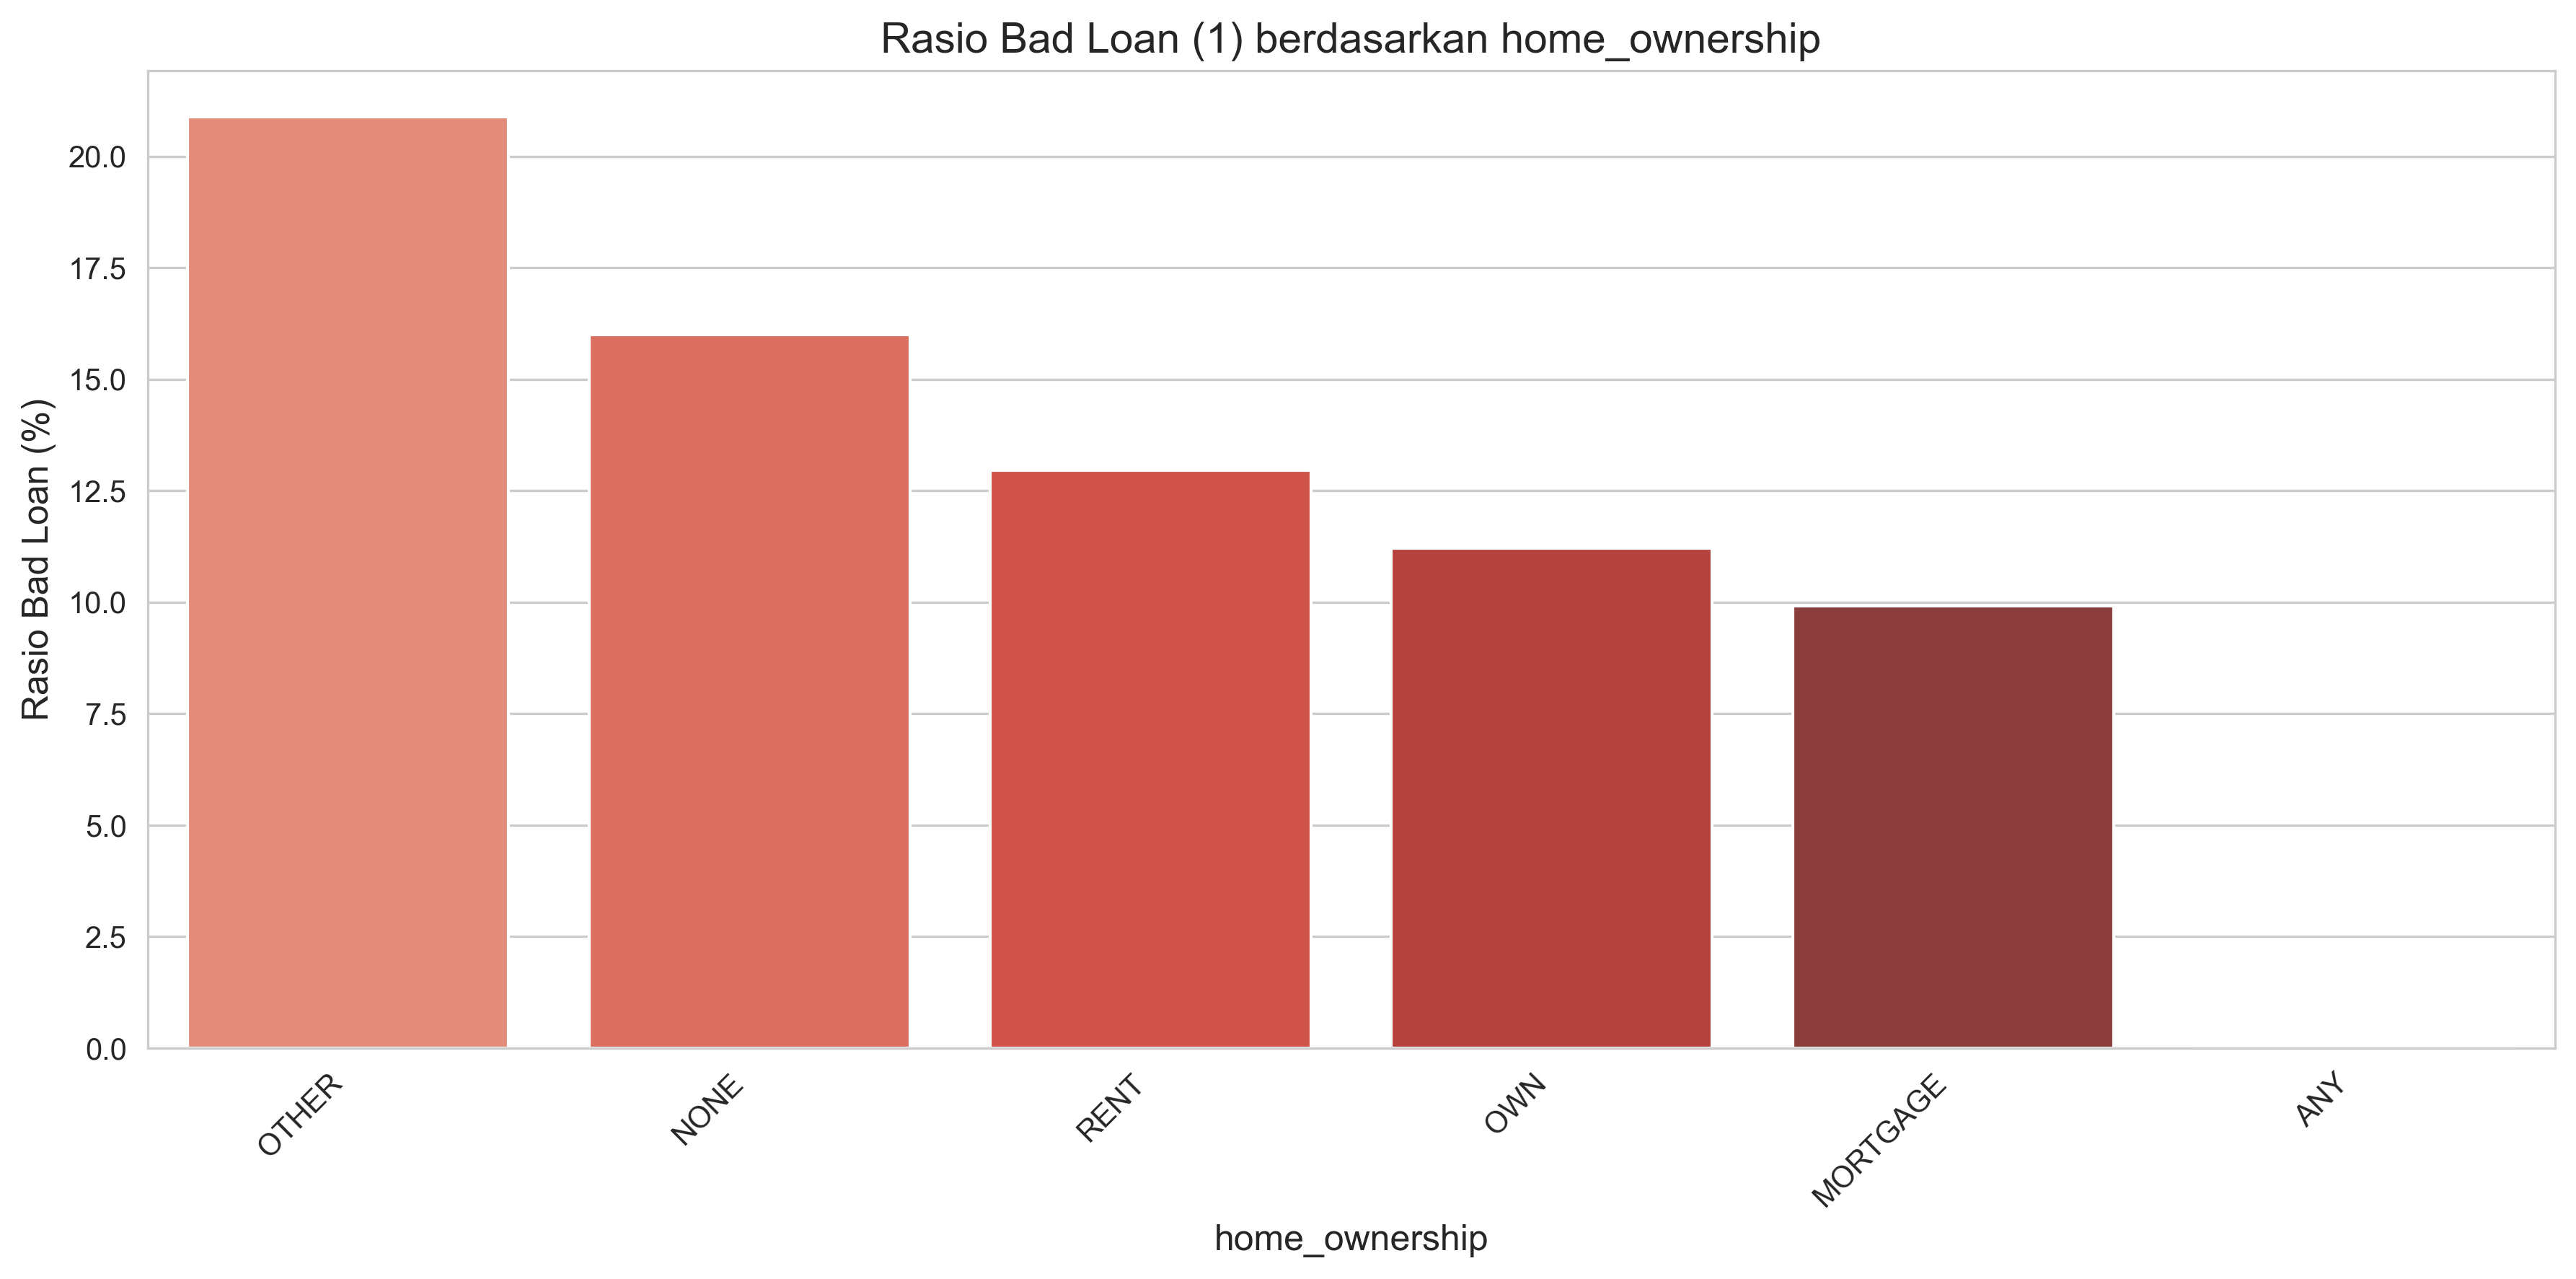 Rasio Bad Loan (1) berdasarkan home_ownership
Rasio Bad Loan (%)
20.0
17.5
15.0
12.5
10.0
7.5
5.0
2.5
0.0
OTHER
NONE
RENT
OWN
MORTGAGE
ANY
home_ownership